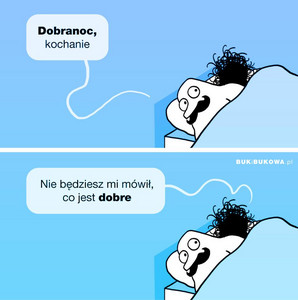 Dobranoc,
kochanie
BUK-BUKOWA.pl
Nie będziesz mi mówił,
co jest dobre